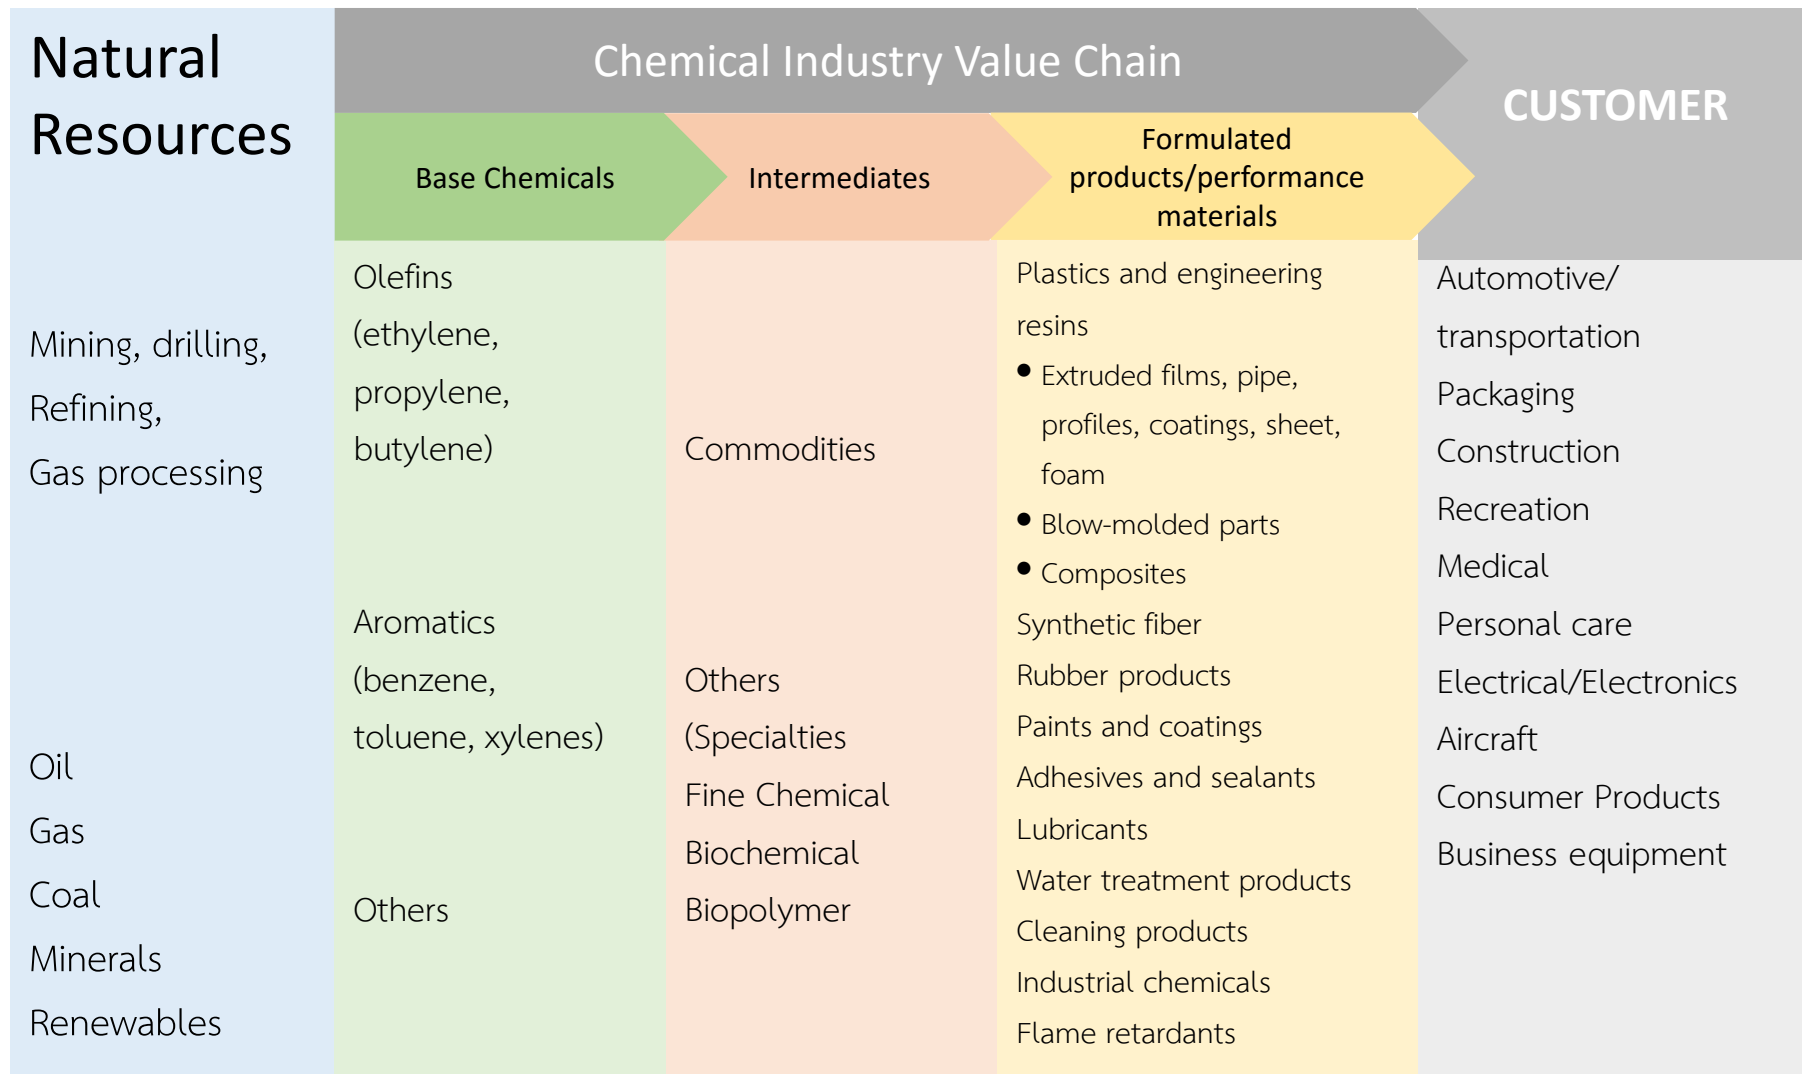 Natural
Resources
Mining, drilling,
Refining,
Gas processing
Oil
Gas
Coal
Minerals
Renewables
Chemical Industry Value Chain
Base Chemicals
Olefins
(ethylene,
propylene,
butylene)
Aromatics
(benzene,
toluene, xylenes)
Others
Intermediates
Commodities
Others
(Specialties
Fine Chemical
Biochemical
Biopolymer
Formulated
products/performance
materials
Plastics and engineering
resins
• Extruded films, pipe,
profiles, coatings, sheet,
foam
• Blow-molded parts
• Composites
Synthetic fiber
Rubber products
Paints and coatings
Adhesives and sealants
Lubricants
Water treatment products
Cleaning products
Industrial chemicals
Flame retardants
CUSTOMER
Automotive/
transportation
Packaging
Construction
Recreation
Medical
Personal care
Electrical/Electronics
Aircraft
Consumer Products
Business equipment